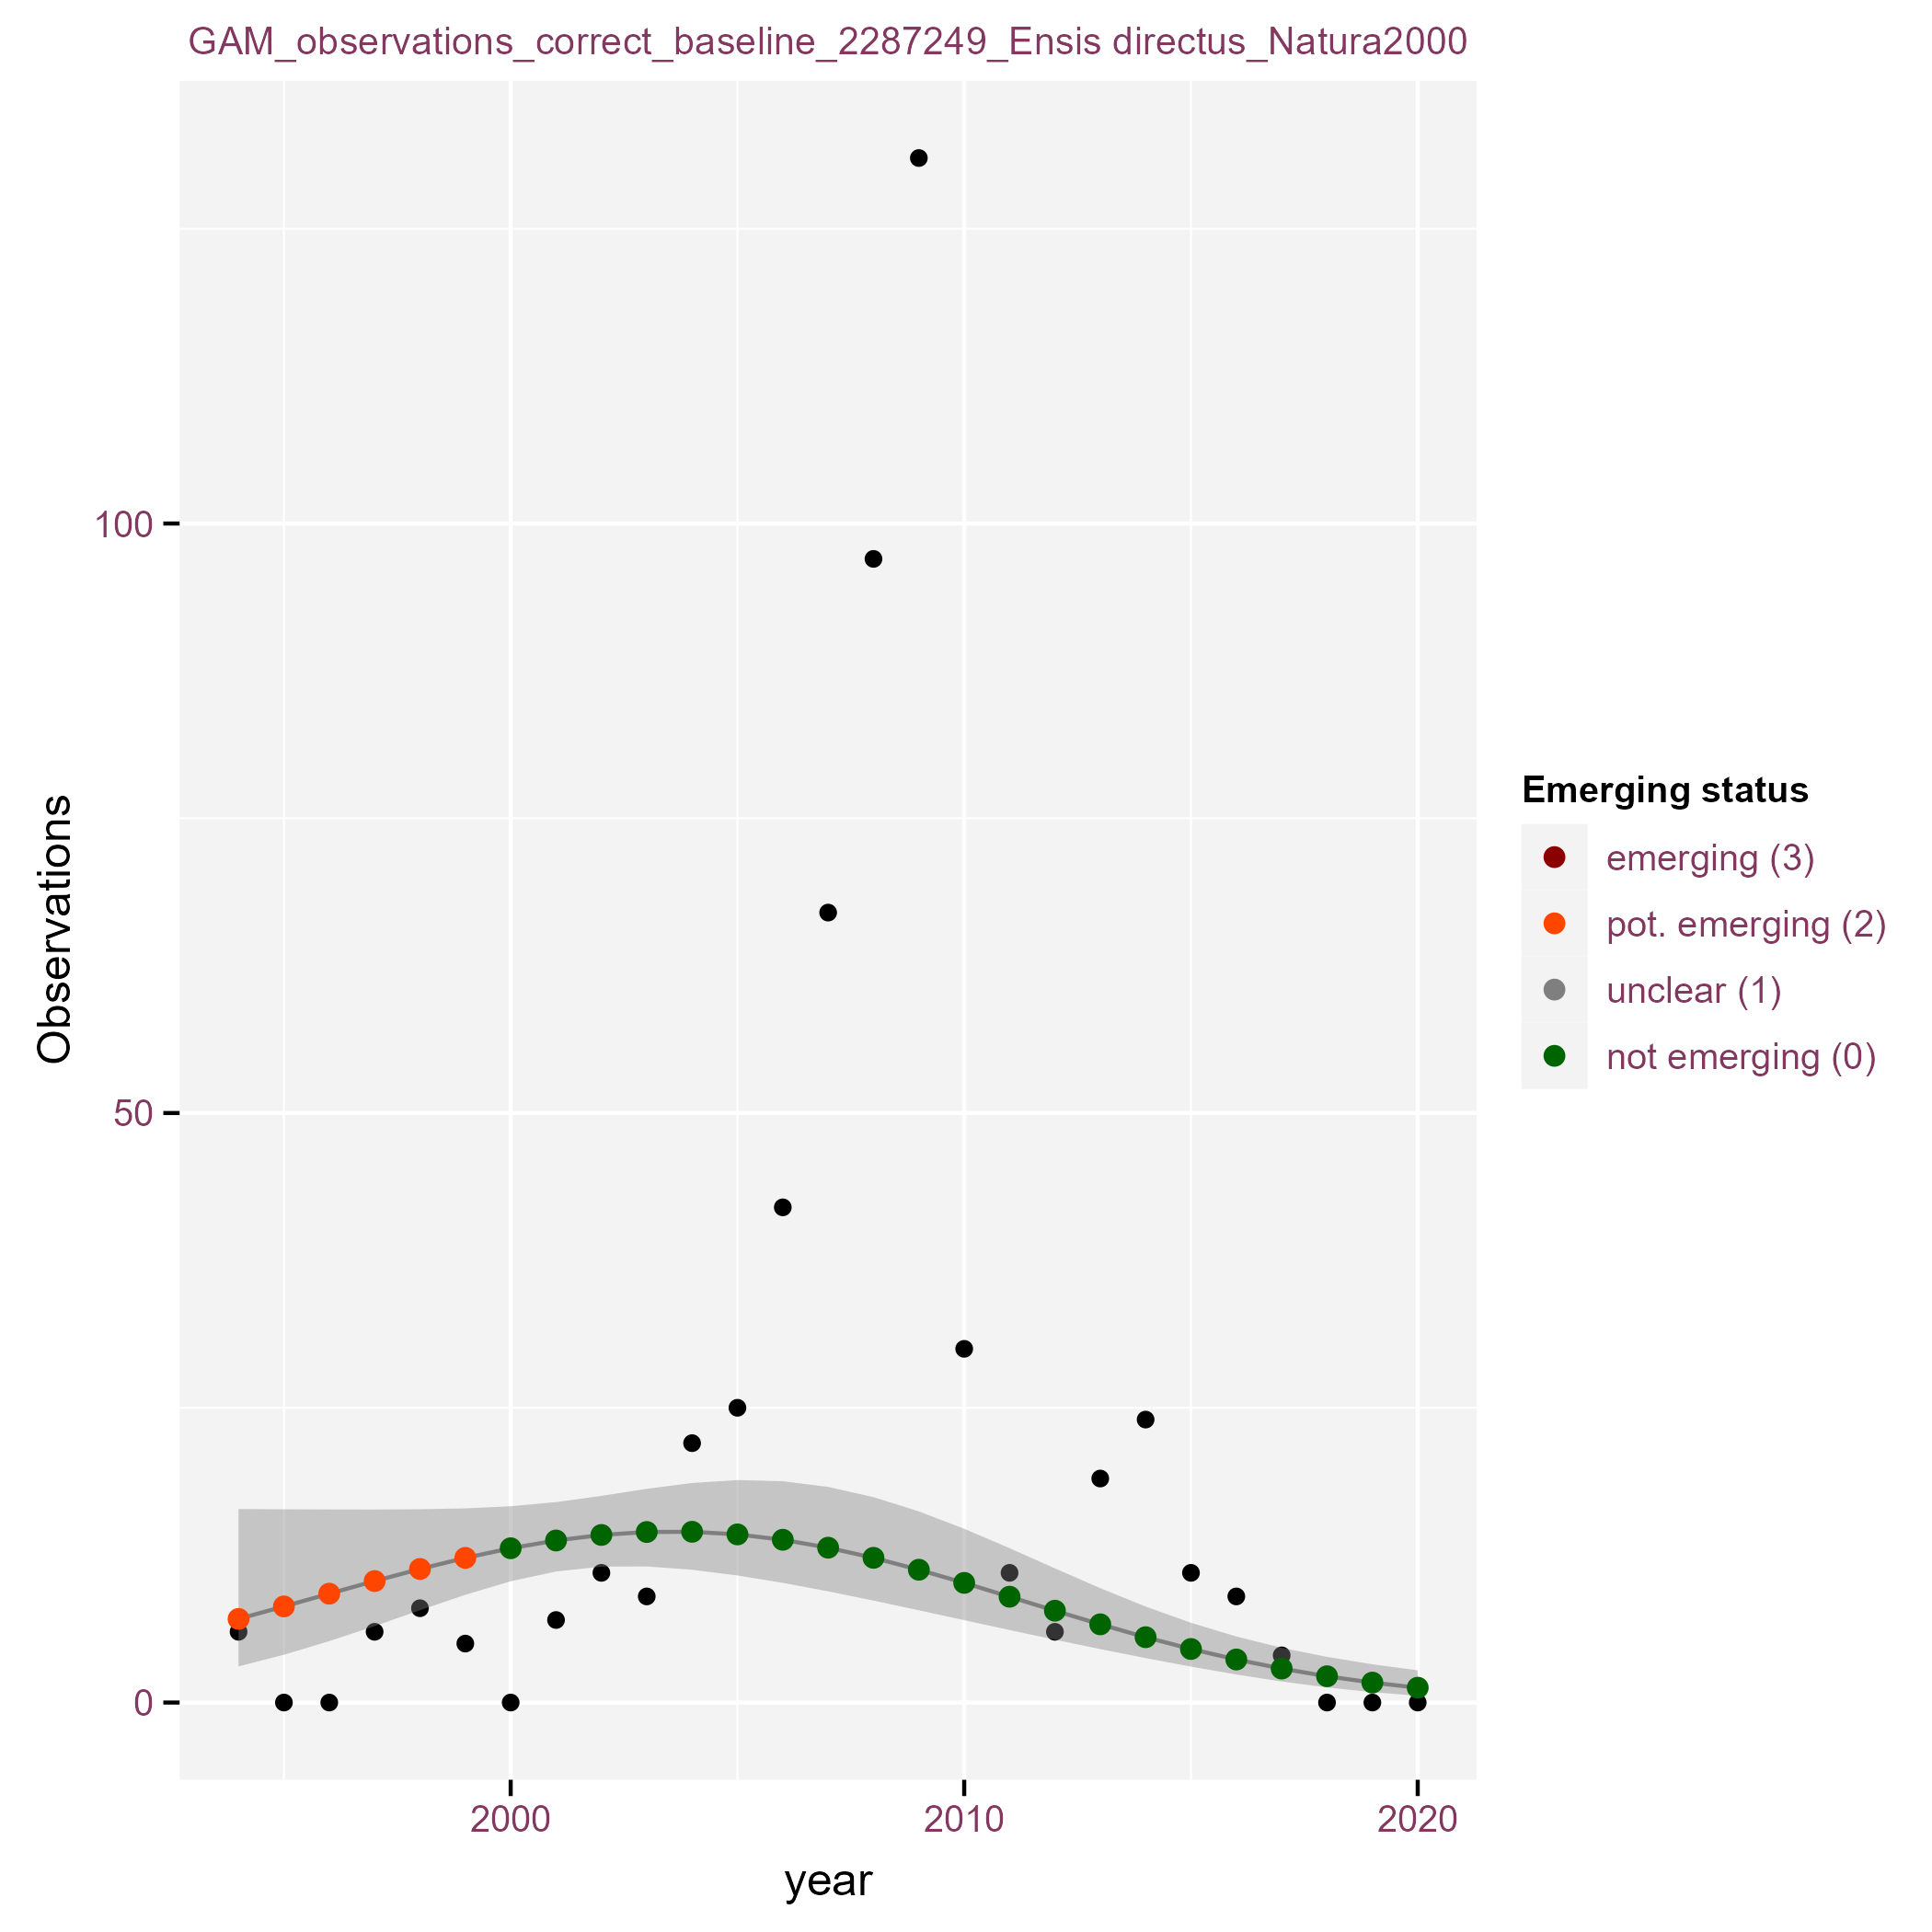 GAM_observations_correct_baseline_2287249_Ensis directus_Natura2000
100
50
0
Observations
2000
2010
2020
year
Emerging status
emerging (3)
pot. emerging (2)
unclear (1)
not emerging (0)